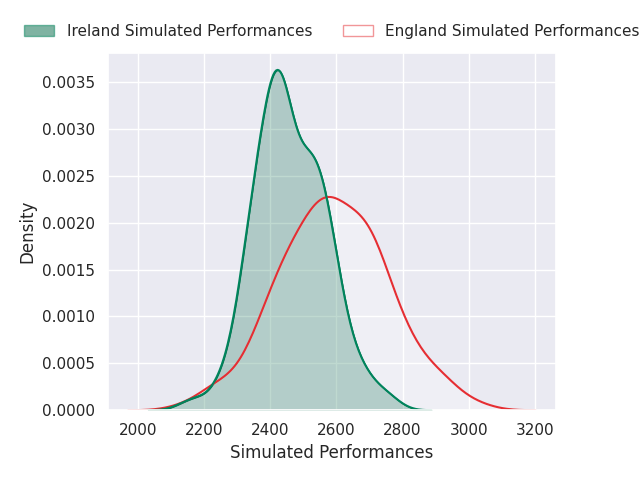 Ireland Simulated Performances England Simulated Performances
0.0035
0.0030
0.0025
0.0020
0.0015
0.0010
0.0005
0.0000
Density
2000 2200 2400 2600 2800 3000 3200
Simulated Performances